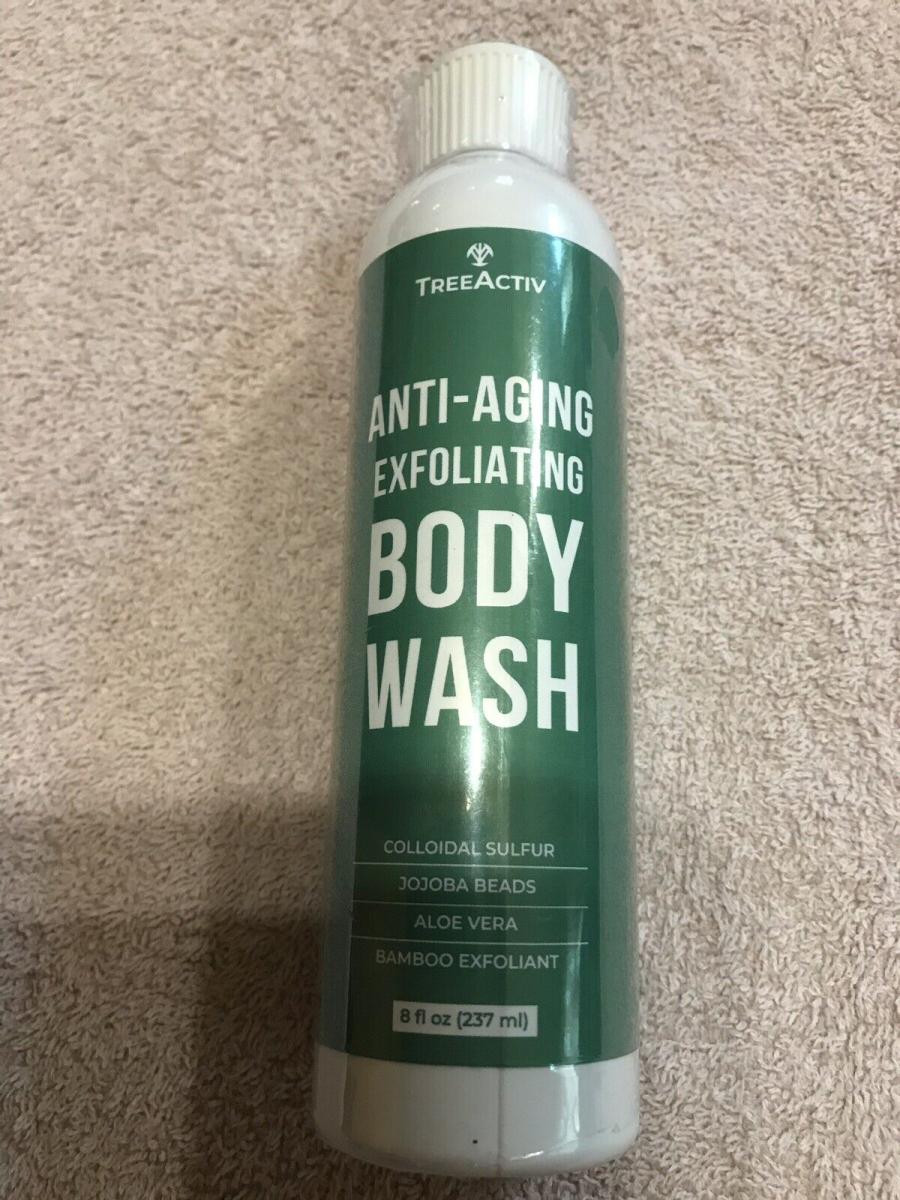 TREEACTIV
ANTI-AGING
EXFOLIATING
BODY
WASH
COLLOIDAL SULFUR
JOJOBA BEADS
ALOE VERA
BAMBOO EXFOLIANT
8 fl oz (237 ml)